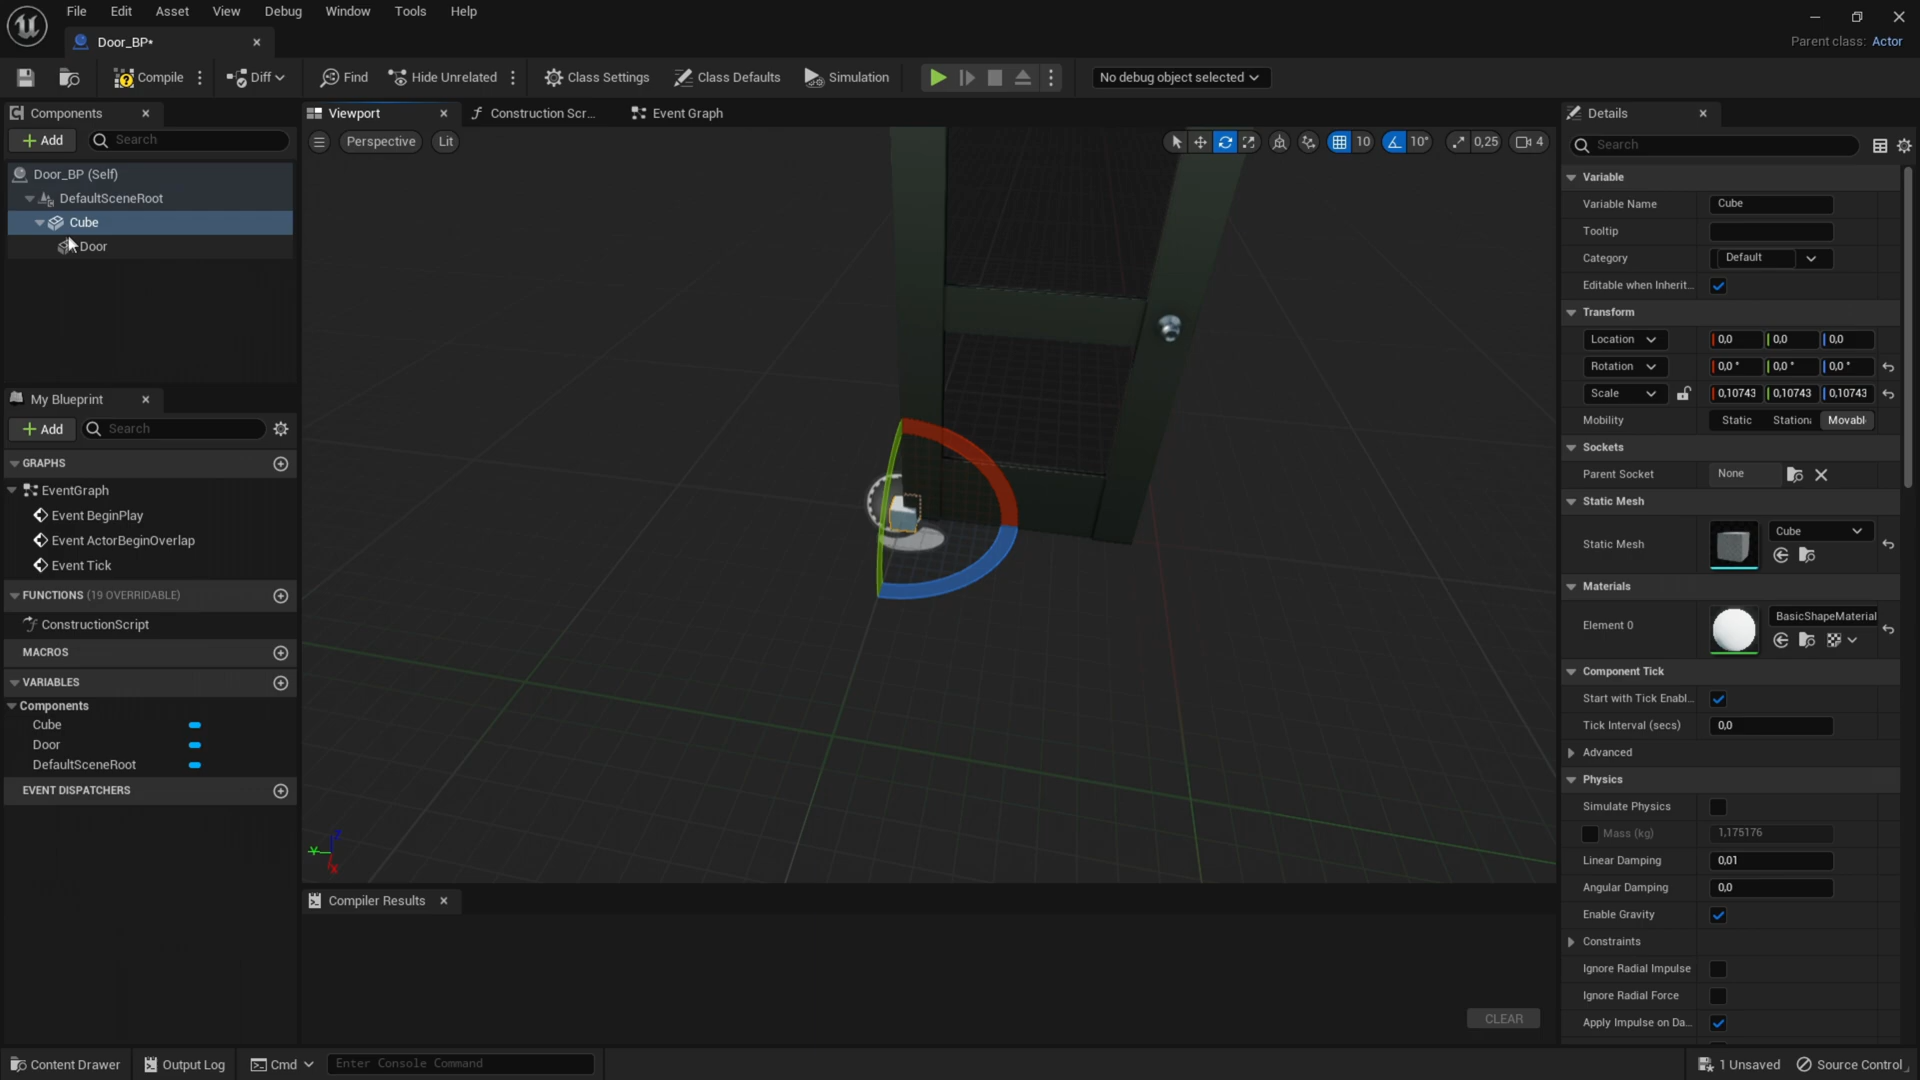 File Edit Asset View Debug Window Tools Help
Door_BP*
Parent class: Actor
Compile Diff Find Hide Unrelated Class Settings Class Defaults Simulation No debug object selected
Components
Add Search
Door_BP (Self)
DefaultSceneRoot
Cube
Door
My Blueprint
Add Search
GRAPHS
EventGraph
Event BeginPlay
Event ActorBeginOverlap
Event Tick
FUNCTIONS (19 OVERRIDABLE)
ConstructionScript
MACROS
VARIABLES
Components
Cube
Door
DefaultSceneRoot
EVENT DISPATCHERS
Viewport Construction Scr... Event Graph
Perspective Lit 10 10° 0,25 4
Z
Y
X
Compiler Results
CLEAR
Details
Search
Variable
Variable Name Cube
Tooltip
Category Default
Editable when Inherit...
Transform
Location 0,0 0,0 0,0
Rotation 0,0 ° 0,0 ° 0,0 °
Scale 0,10743 0,10743 0,10743
Mobility Static Station Movabl
Sockets
Parent Socket None
Static Mesh
Static Mesh Cube
Materials
Element 0 BasicShapeMaterial
Component Tick
Start with Tick Enabl...
Tick Interval (secs) 0,0
Advanced
Physics
Simulate Physics
Mass (kg) 1,175176
Linear Damping 0,01
Angular Damping 0,0
Enable Gravity
Constraints
Ignore Radial Impulse
Ignore Radial Force
Apply Impulse on Da...
Content Drawer Output Log Cmd Enter Console Command 1 Unsaved Source Control